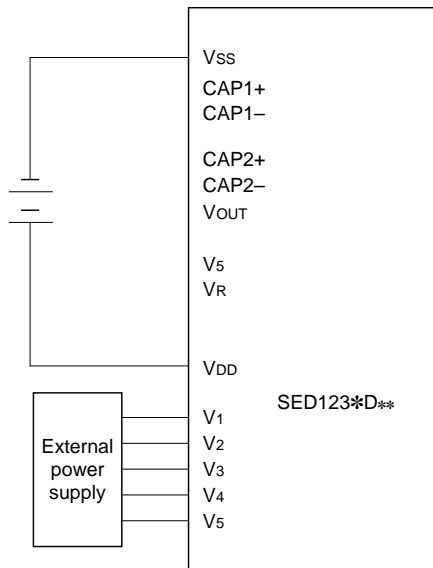 VSS
CAP1+
CAP1–
CAP2+
CAP2–
VOUT
V5
VR
VDD
SED123✽D✽✽
V1
V2
V3
V4
V5
External
power
supply